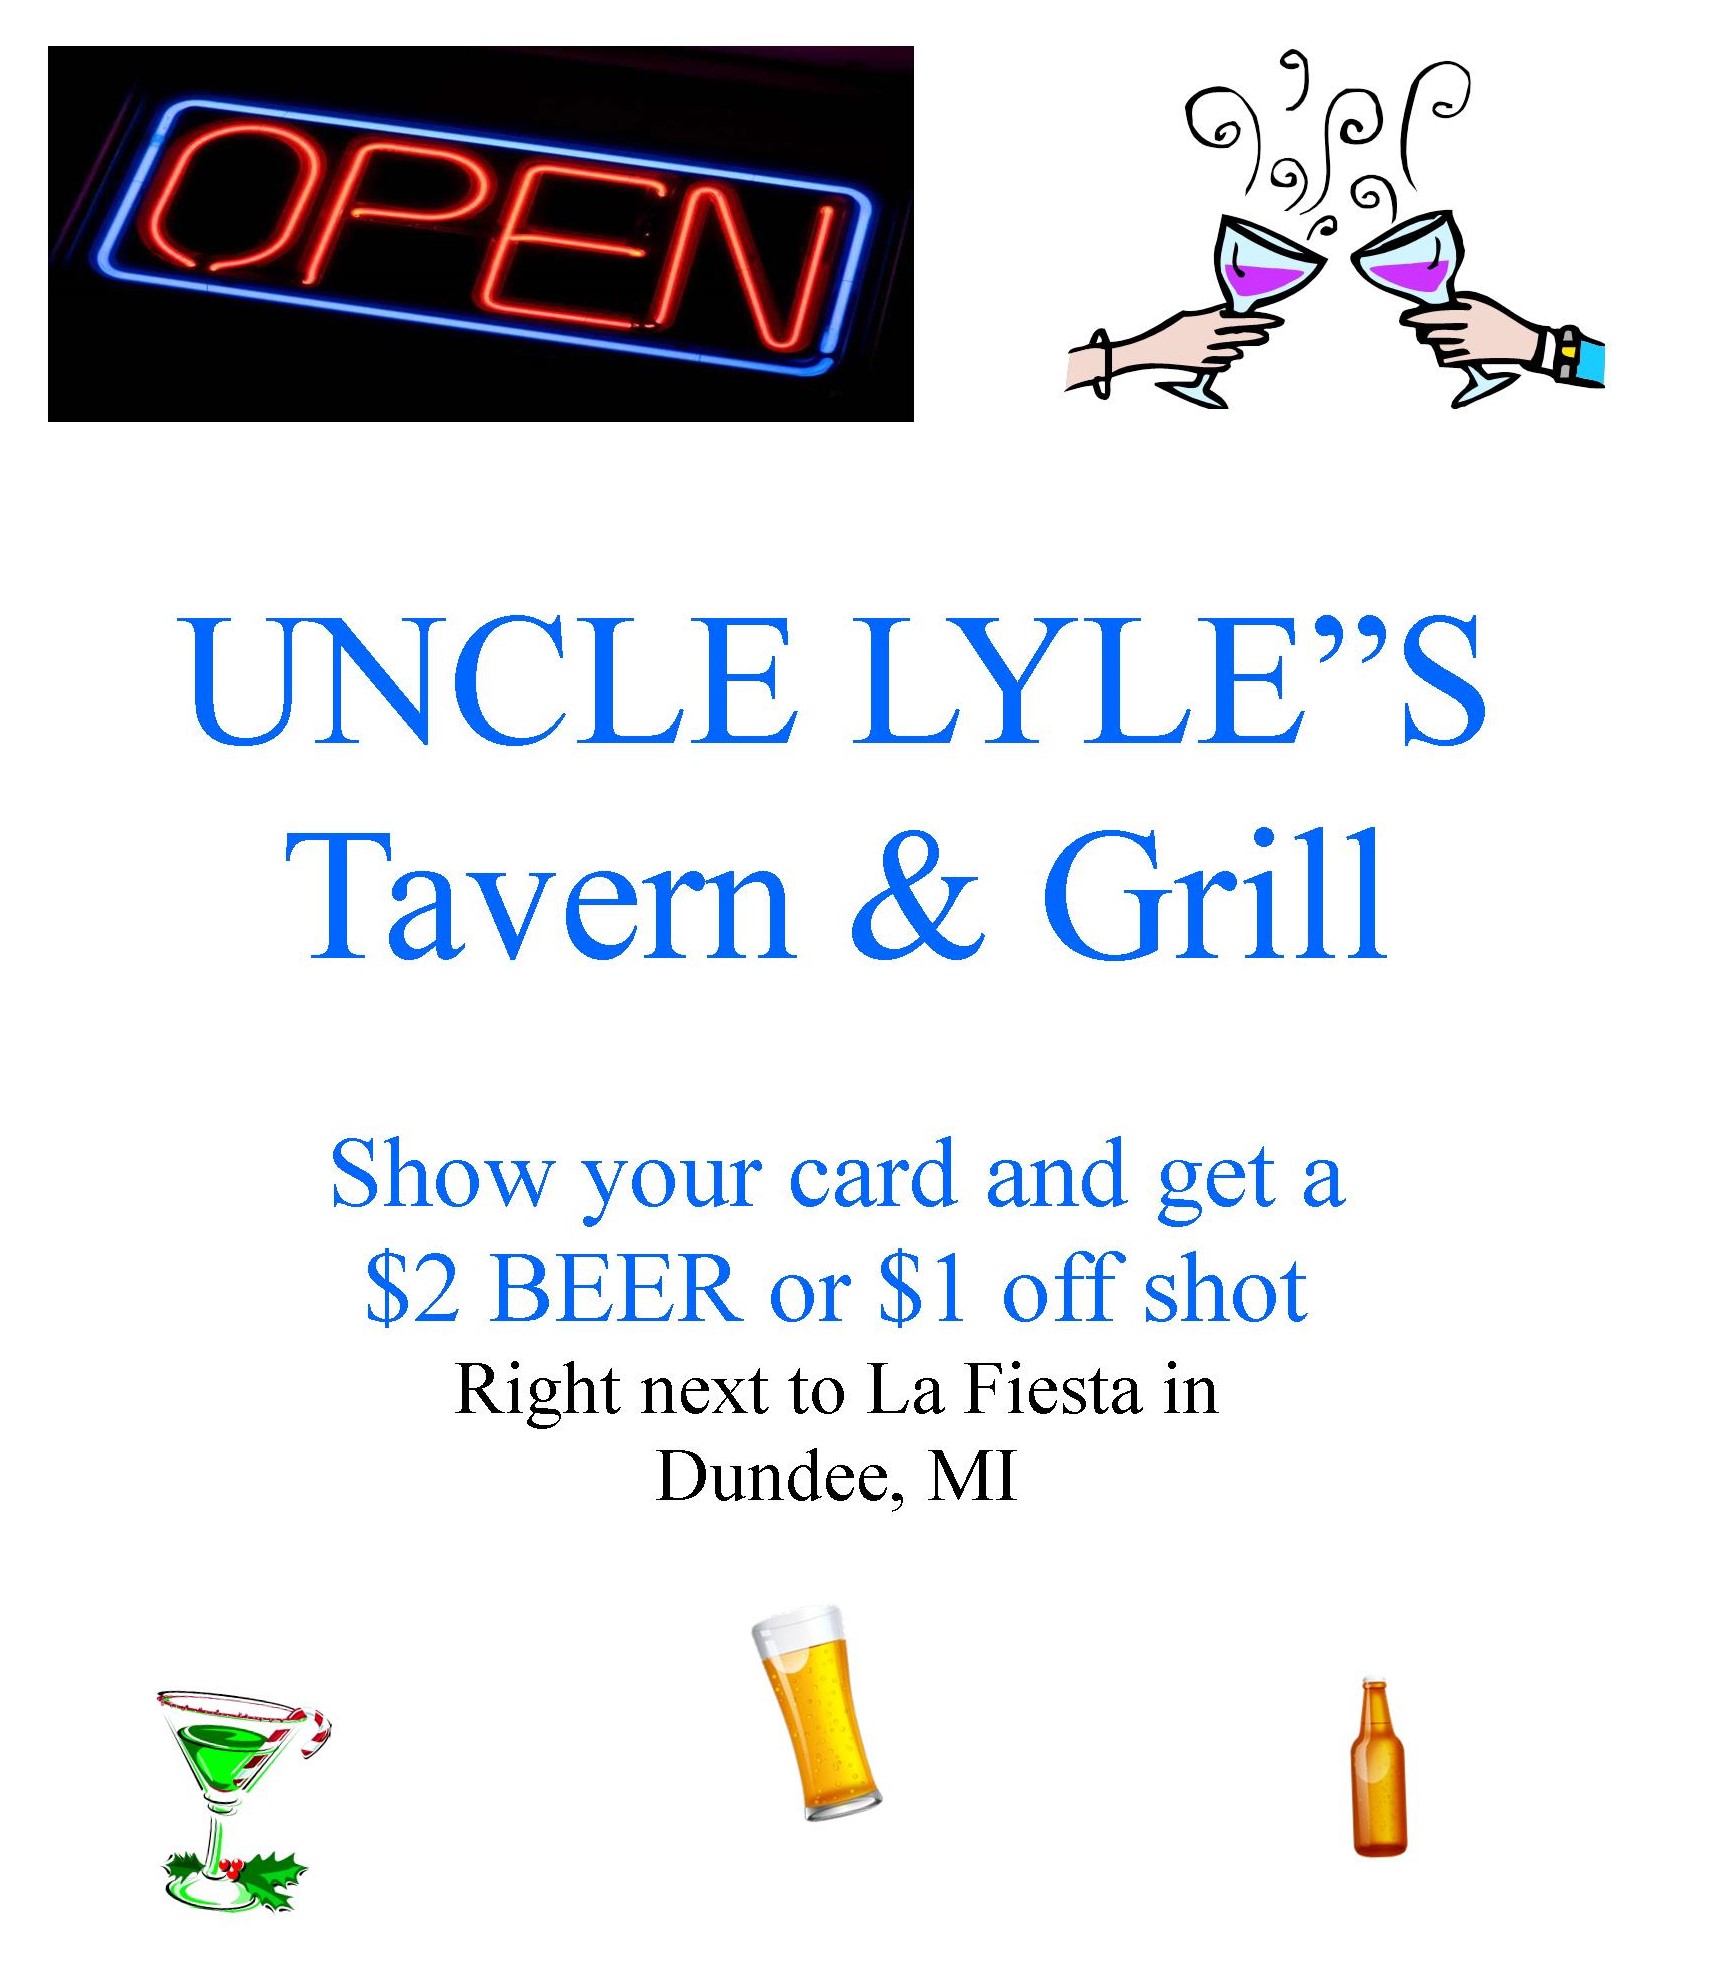 OPEN
UNCLE LYLE”S
Tavern & Grill
Show your card and get a
$2 BEER or $1 off shot
Right next to La Fiesta in
Dundee, MI